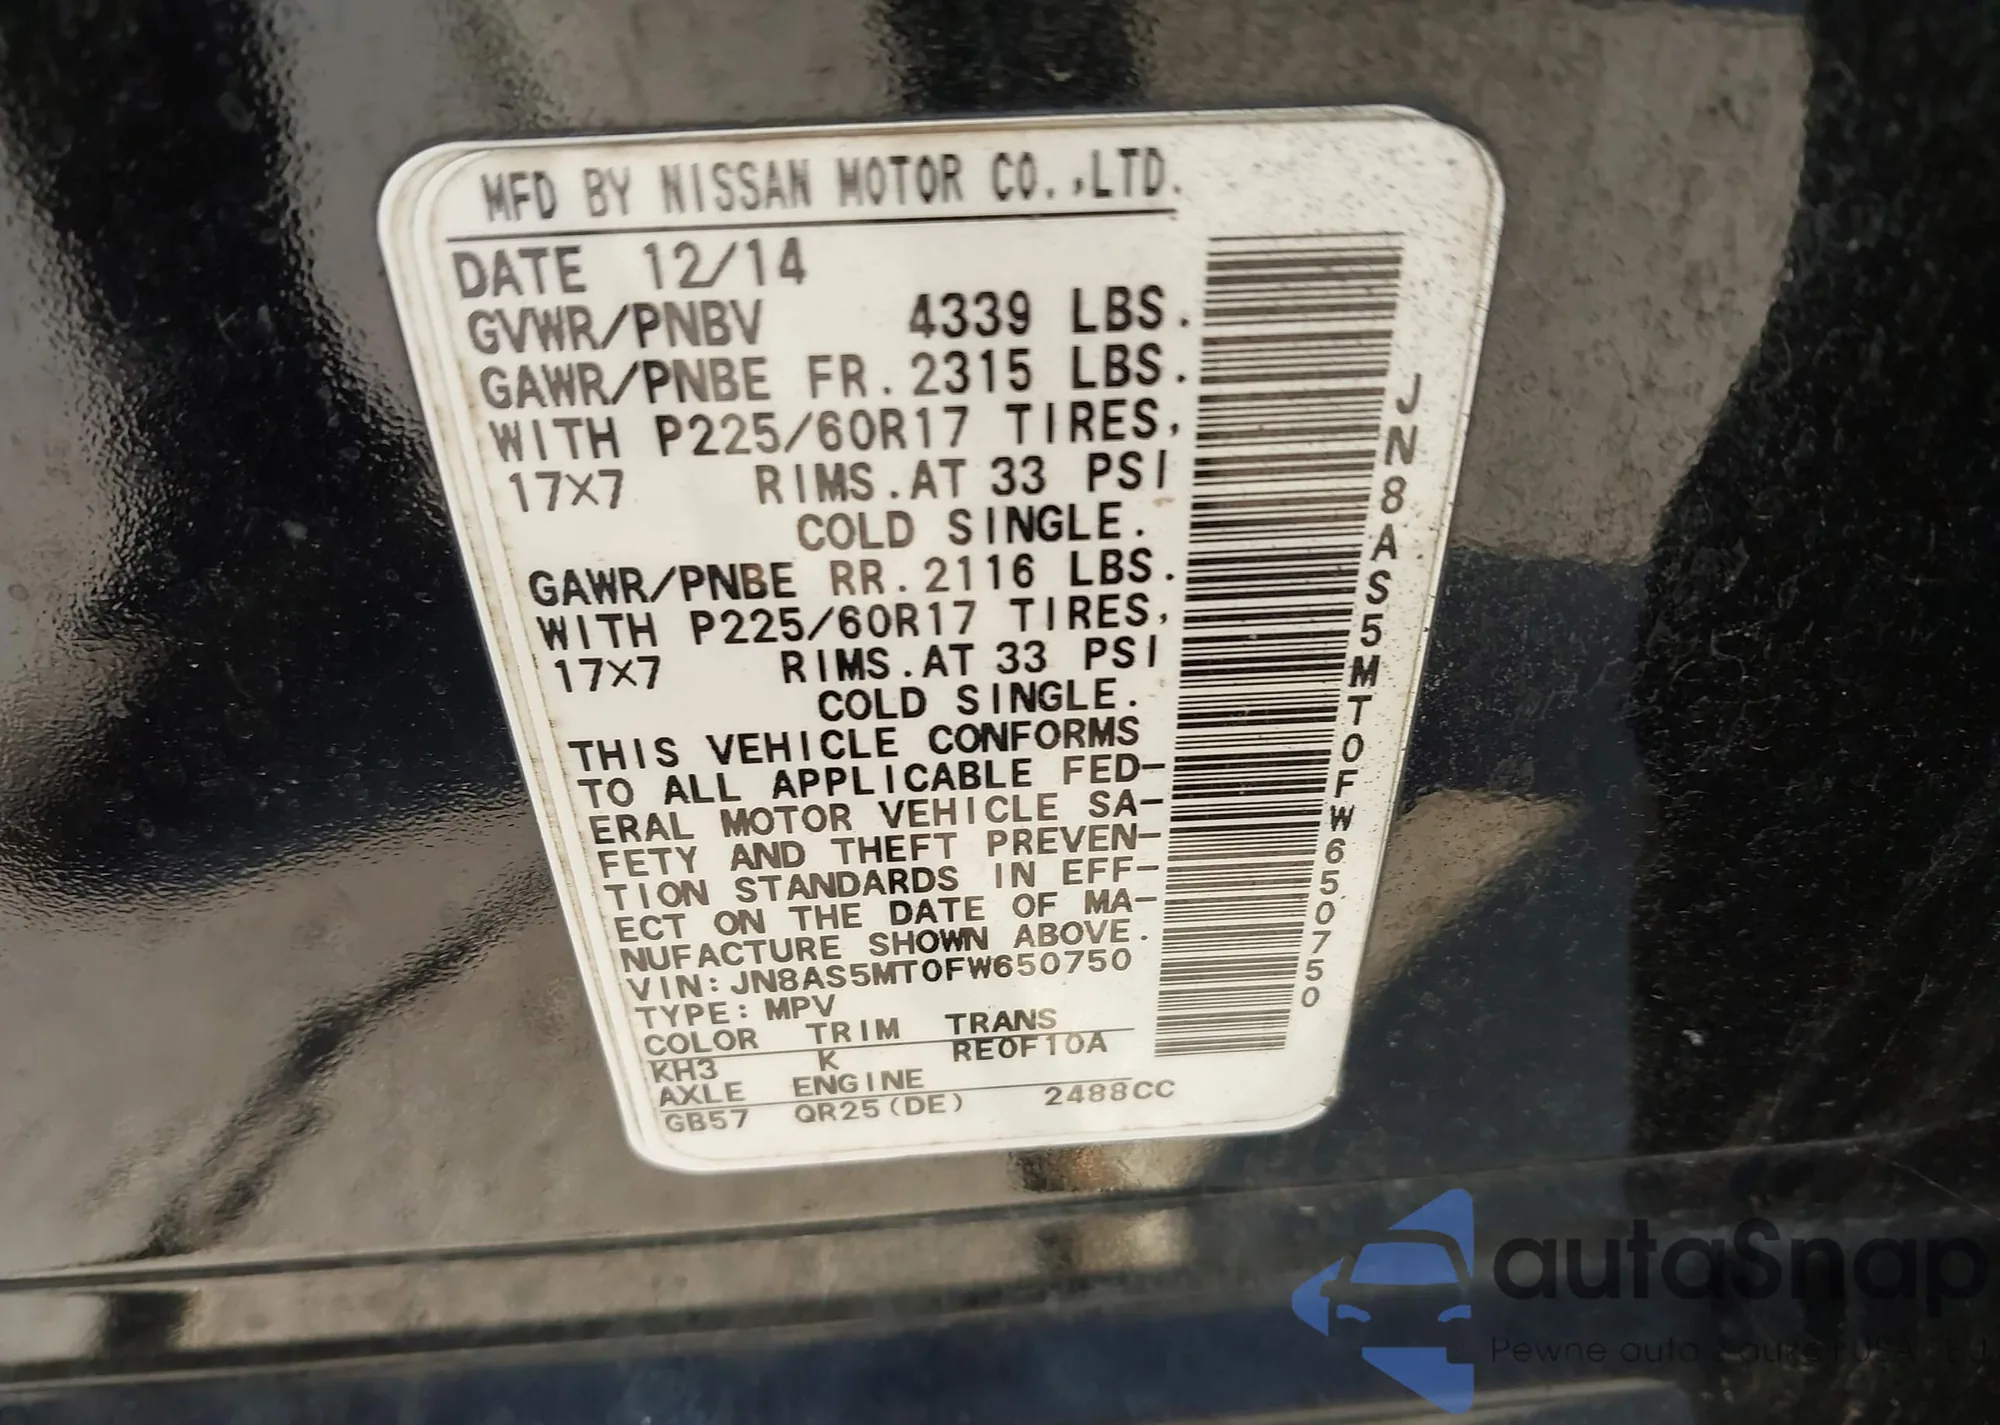 MFD BY NISSAN MOTOR CO.,LTD.
DATE 12/14
GVWR/PNBV 4339 LBS.
GAWR/PNBE FR.2315 LBS.
WITH P225/60R17 TIRES,
17X7 RIMS.AT 33 PSI
COLD SINGLE.
GAWR/PNBE RR.2116 LBS.
WITH P225/60R17 TIRES,
17X7 RIMS.AT 33 PSI
COLD SINGLE.
THIS VEHICLE CONFORMS
TO ALL APPLICABLE FED-
ERAL MOTOR VEHICLE SA-
FETY AND THEFT PREVEN-
TION STANDARDS IN EFF-
ECT ON THE DATE OF MA-
NUFACTURE SHOWN ABOVE.
VIN:JN8AS5MT0FW650750
TYPE:MPV
COLOR TRIM TRANS
KH3 K RE0F10A
AXLE ENGINE
GB57 QR25(DE) 2488CC
JN8AS5MT0FW650750
autaSnap
Pewne auto z USA